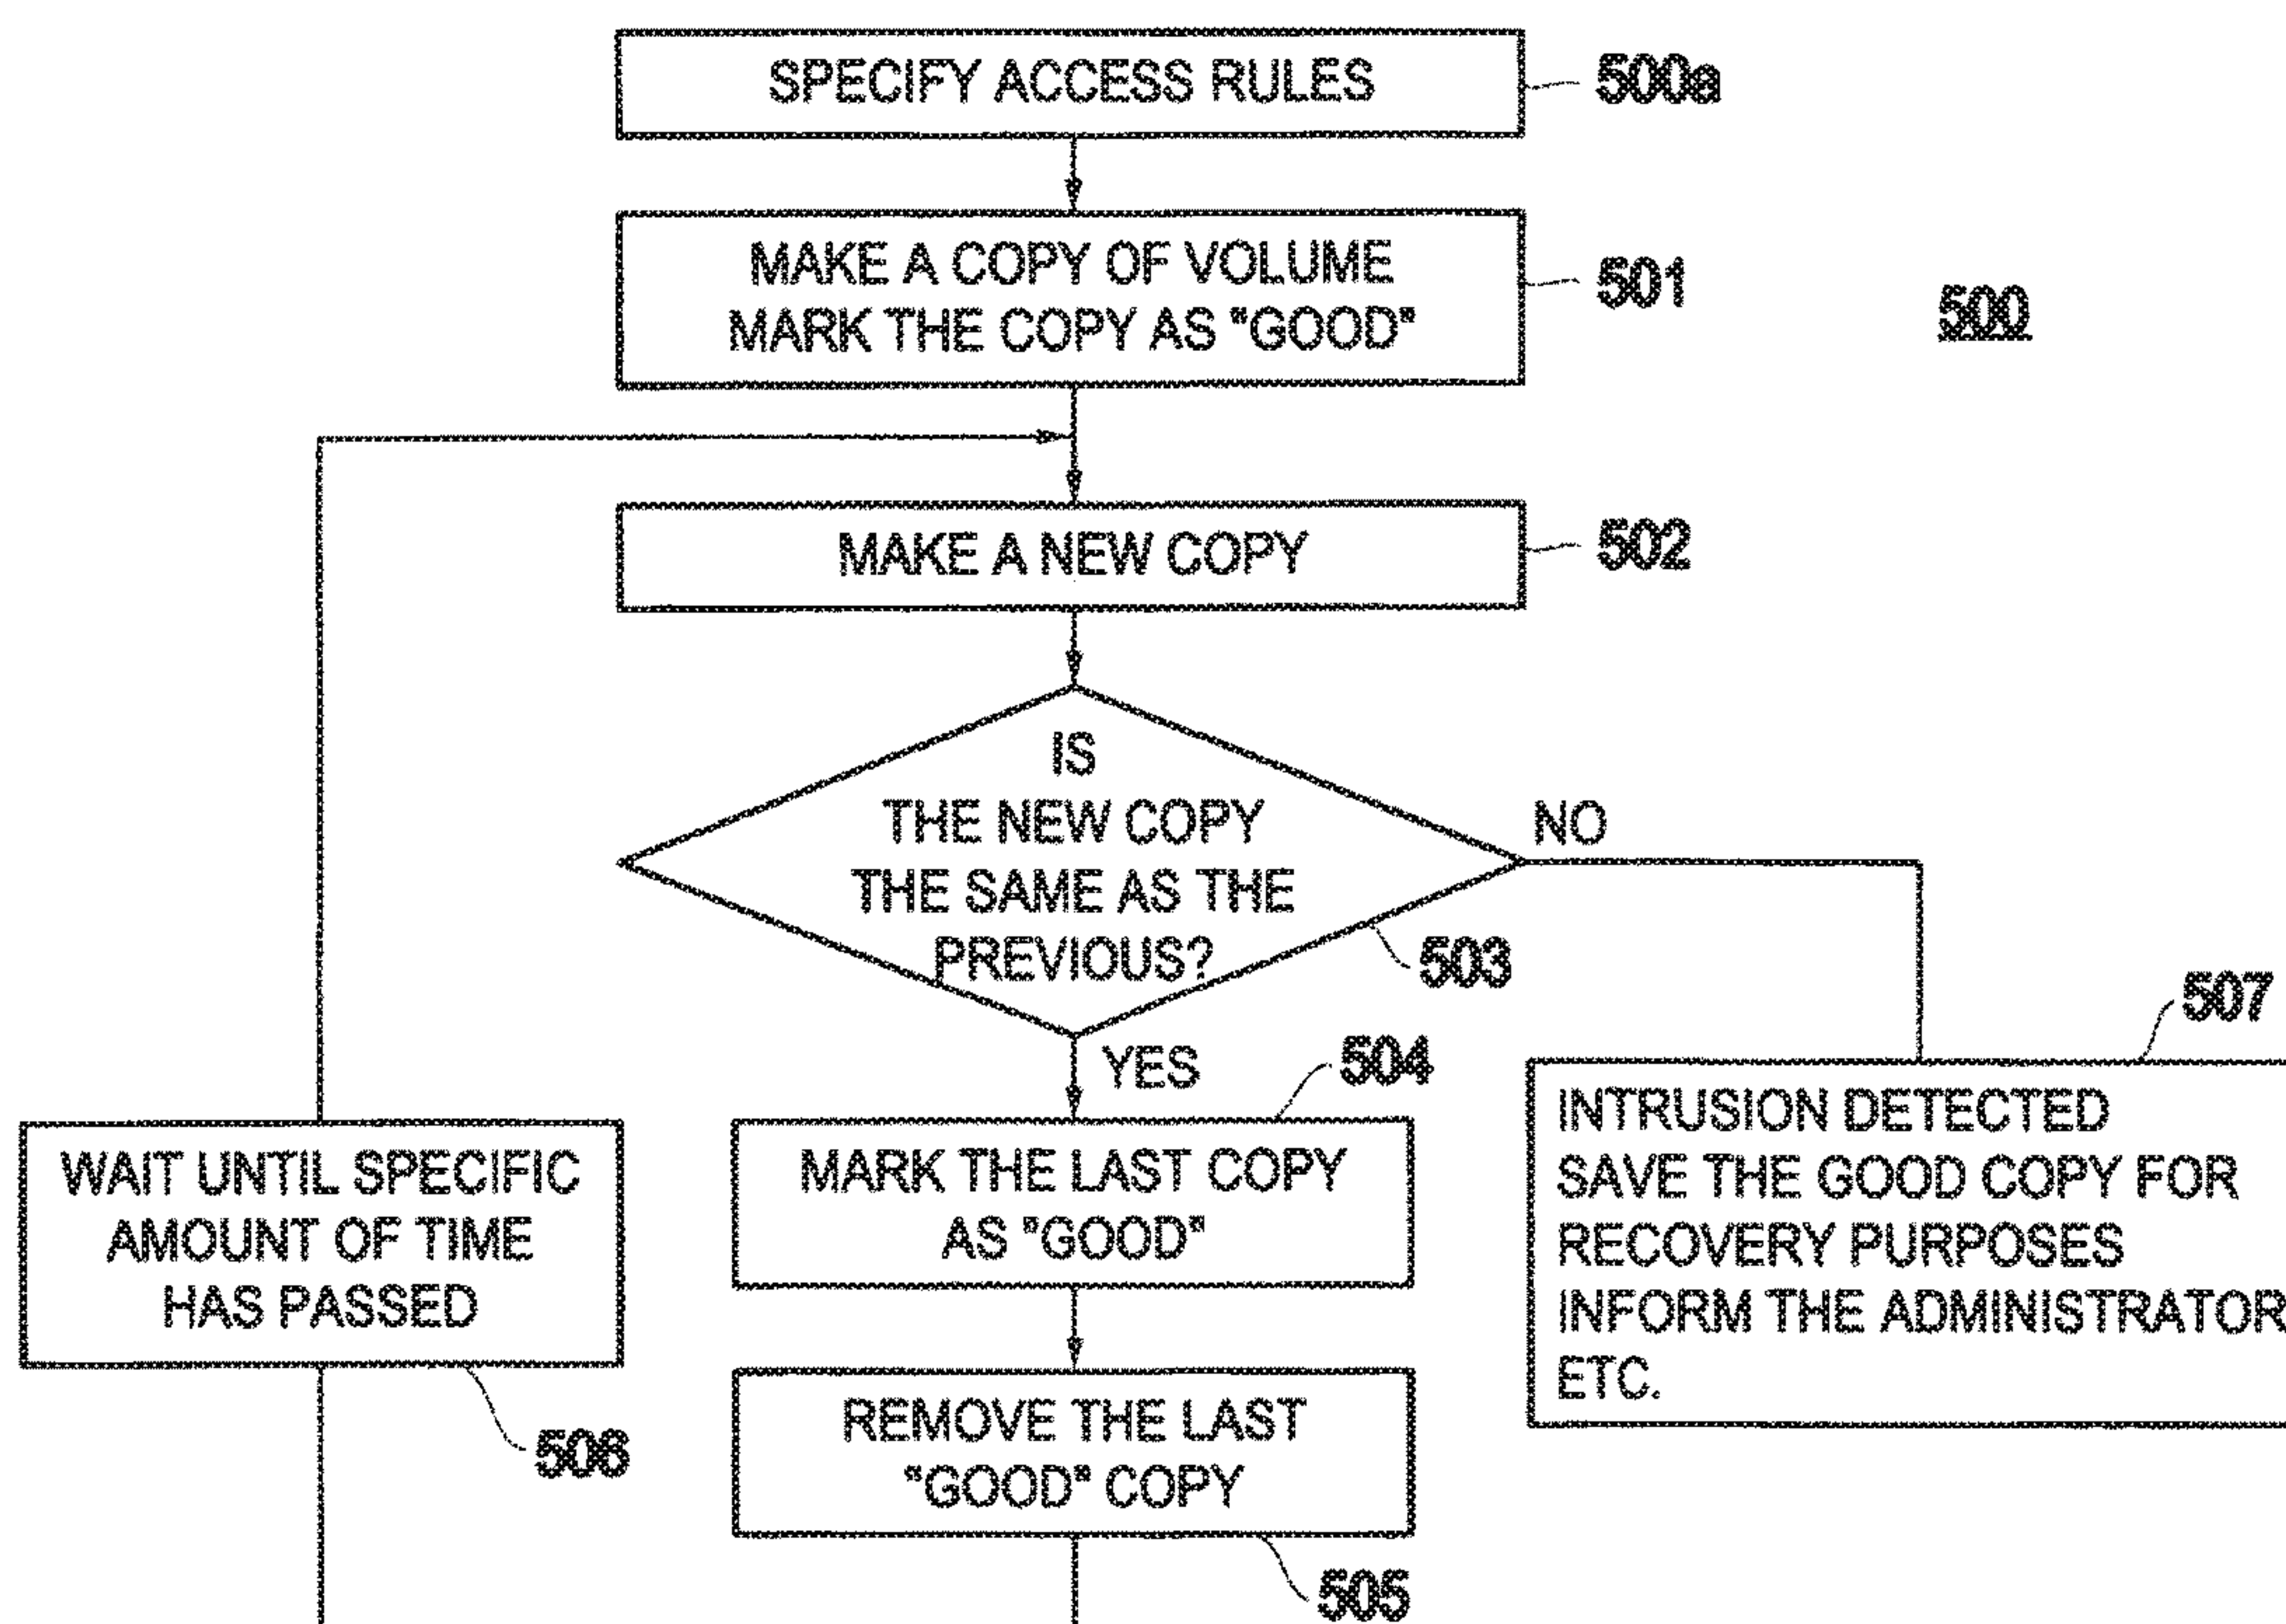 SPECIFY ACCESS RULES
500a
MAKE A COPY OF VOLUME
MARK THE COPY AS "GOOD"
501
500
MAKE A NEW COPY
502
IS
THE NEW COPY
THE SAME AS THE
PREVIOUS?
NO
503
507
YES
504
INTRUSION DETECTED
SAVE THE GOOD COPY FOR
RECOVERY PURPOSES
INFORM THE ADMINISTRATOR
ETC.
WAIT UNTIL SPECIFIC
AMOUNT OF TIME
HAS PASSED
506
MARK THE LAST COPY
AS "GOOD"
REMOVE THE LAST
"GOOD" COPY
505